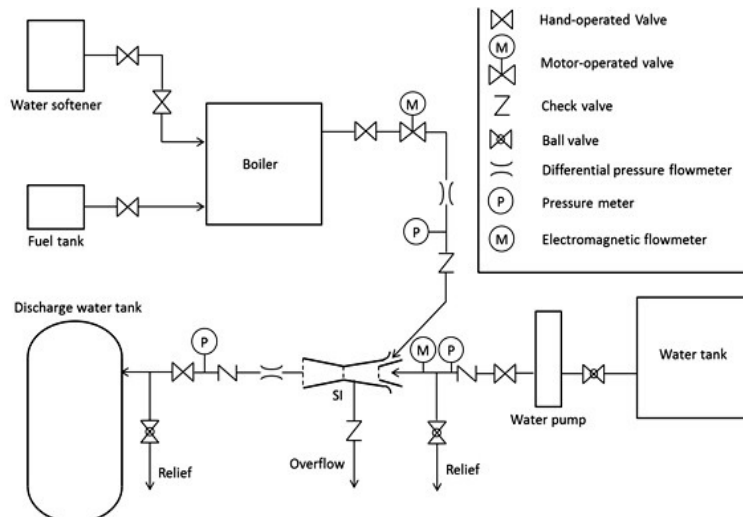 Water softener
Fuel tank
Boiler
M
P
M
Hand-operated Valve
M
Motor-operated valve
Check valve
Ball valve
Differential pressure flowmeter
P
Pressure meter
M
Electromagnetic flowmeter
Discharge water tank
P
SI
M
P
Water pump
Water tank
Relief
Overflow
Relief